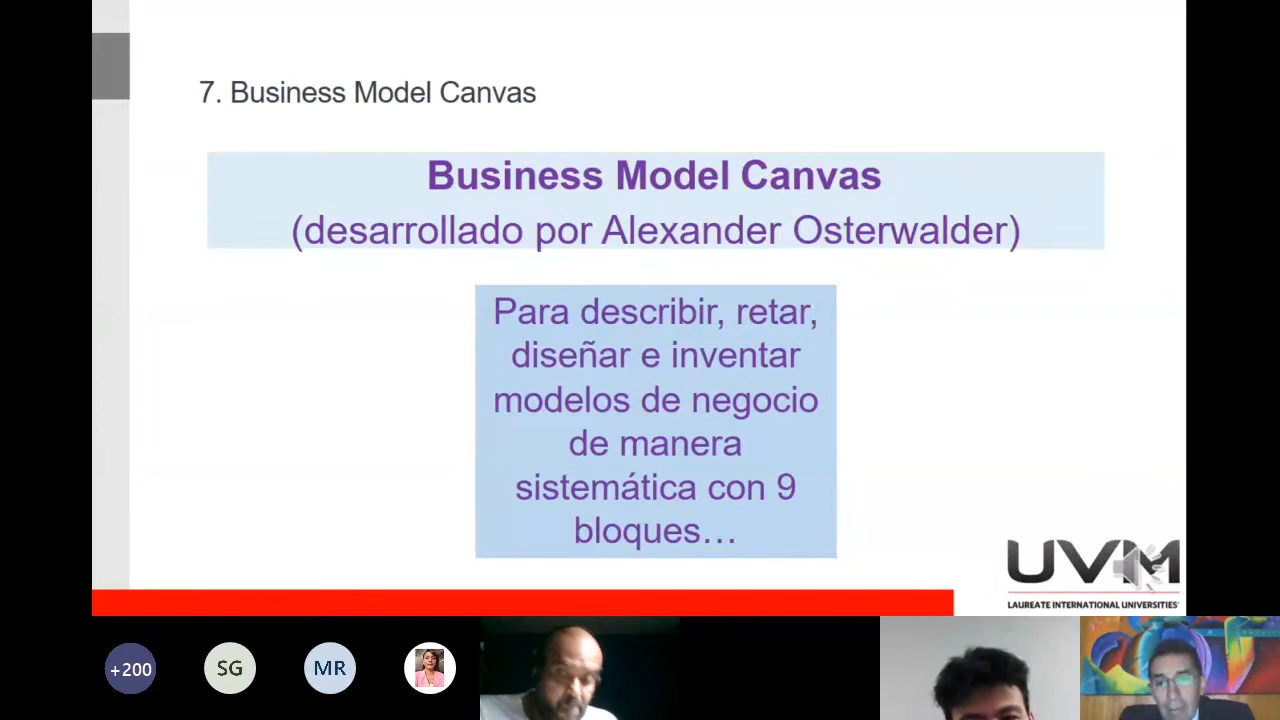 7. Business Model Canvas
Business Model Canvas
(desarrollado por Alexander Osterwalder)
Para describir, retar,
diseñar e inventar
modelos de negocio
de manera
sistemática con 9
bloques…
UVM
LAUREATE INTERNATIONAL UNIVERSITIES
+200
SG
MR